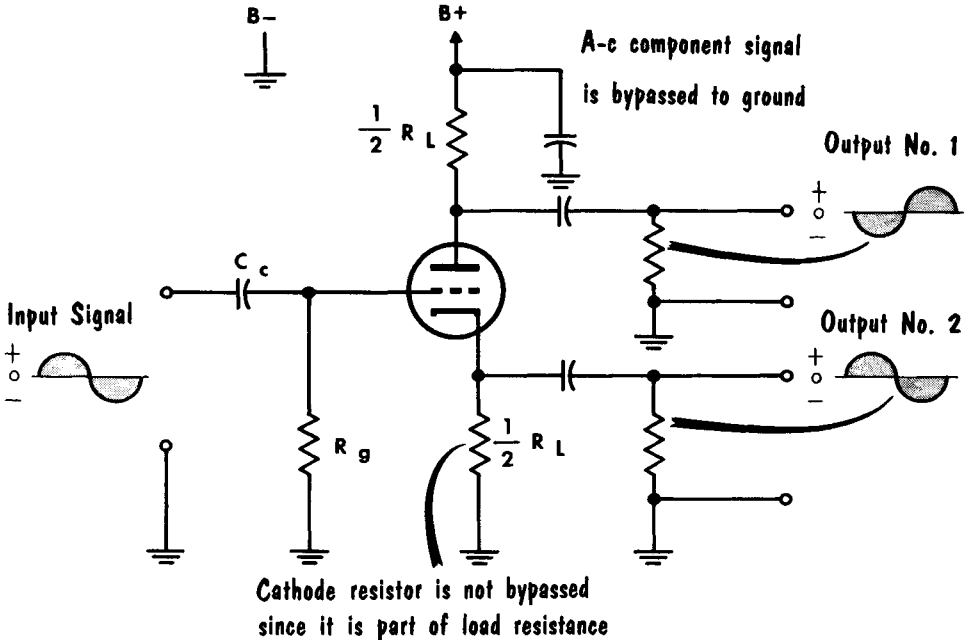 B-
B+
A-c component signal
is bypassed to ground
1/2 R L
Output No. 1
+
o
-
C c
Input Signal
+
o
-
Output No. 2
+
o
-
R g
1/2 R L
Cathode resistor is not bypassed
since it is part of load resistance